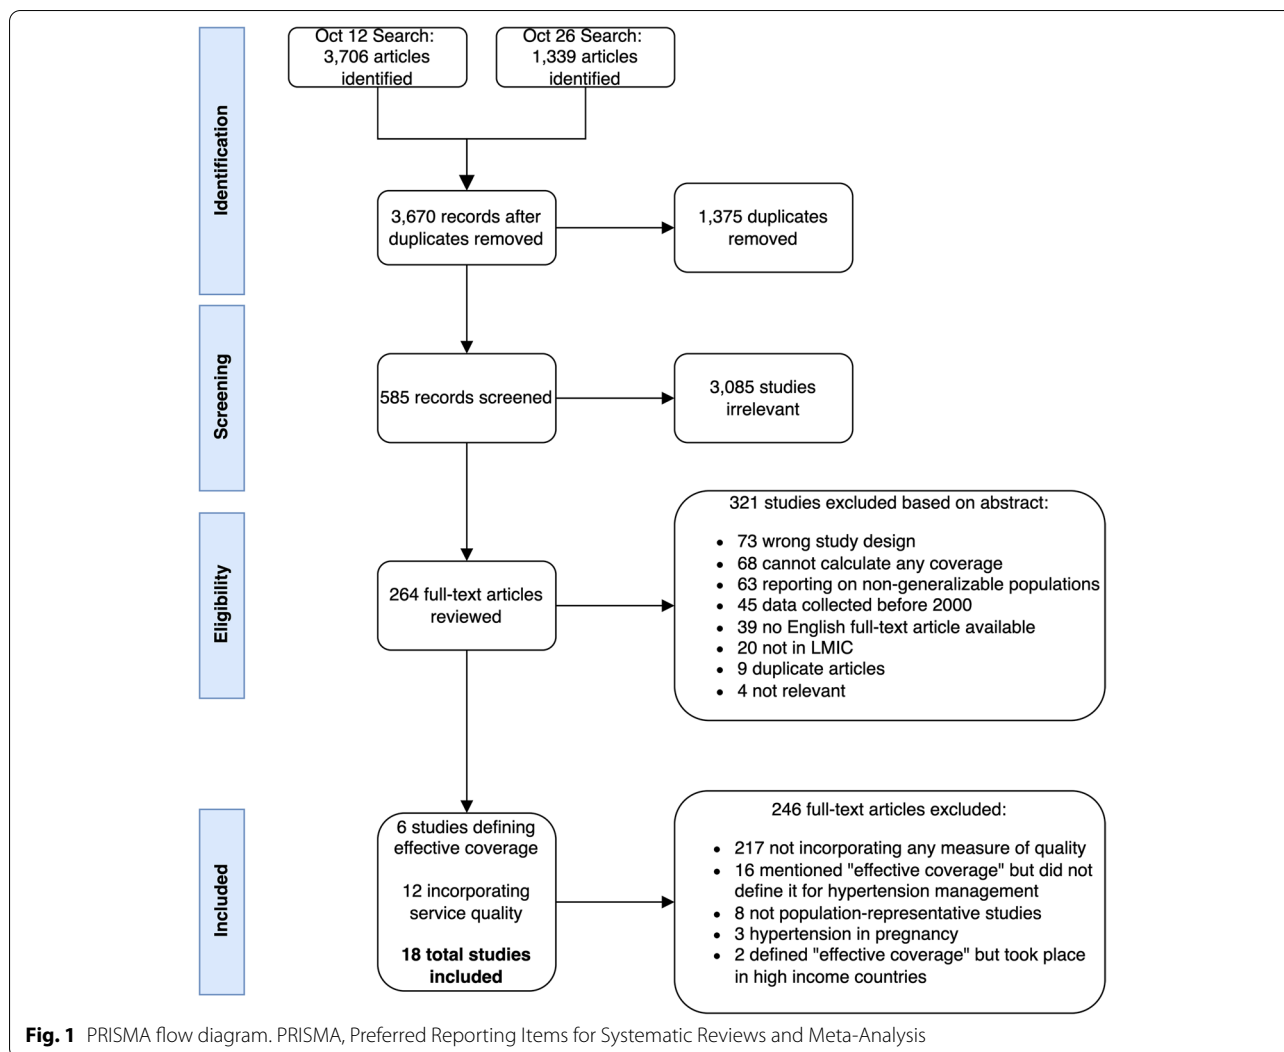 Identification
Oct 12 Search:
3,706 articles
identified
Oct 26 Search:
1,339 articles
identified
3,670 records after
duplicates removed
1,375 duplicates
removed
Screening
585 records screened
3,085 studies
irrelevant
Eligibility
264 full-text articles
reviewed
321 studies excluded based on abstract:
• 73 wrong study design
• 68 cannot calculate any coverage
• 63 reporting on non-generalizable populations
• 45 data collected before 2000
• 39 no English full-text article available
• 20 not in LMIC
• 9 duplicate articles
• 4 not relevant
Included
6 studies defining
effective coverage
12 incorporating
service quality
18 total studies
included
246 full-text articles excluded:
• 217 not incorporating any measure of quality
• 16 mentioned "effective coverage" but did not
define it for hypertension management
• 8 not population-representative studies
• 3 hypertension in pregnancy
• 2 defined "effective coverage" but took place
in high income countries
Fig. 1 PRISMA flow diagram. PRISMA, Preferred Reporting Items for Systematic Reviews and Meta-Analysis